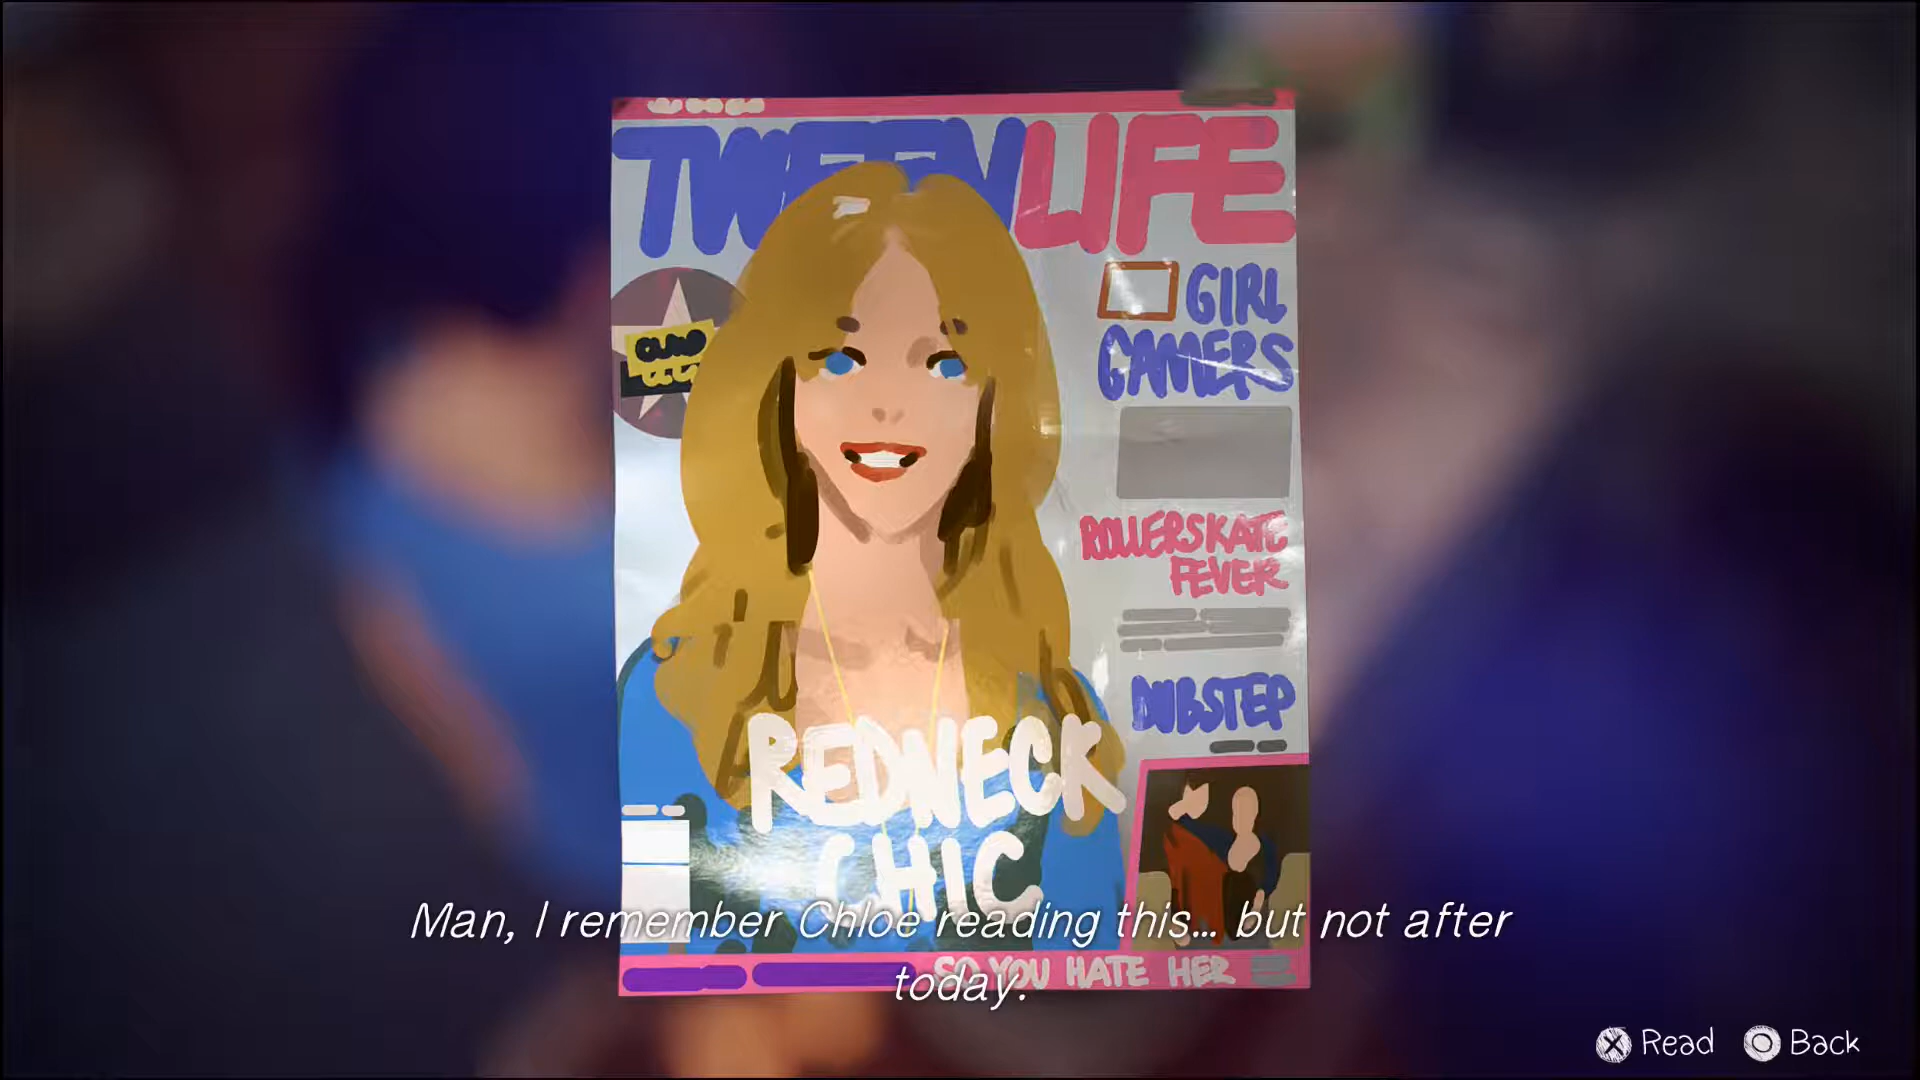 TWEENLIFE
GIRL
GAMERS
ROLLERSKATE
FEVER
DUBSTEP
REDNECK
CHIC
Man, I remember Chloe reading this... but not after
today.
SO YOU HATE HER
Read
Back